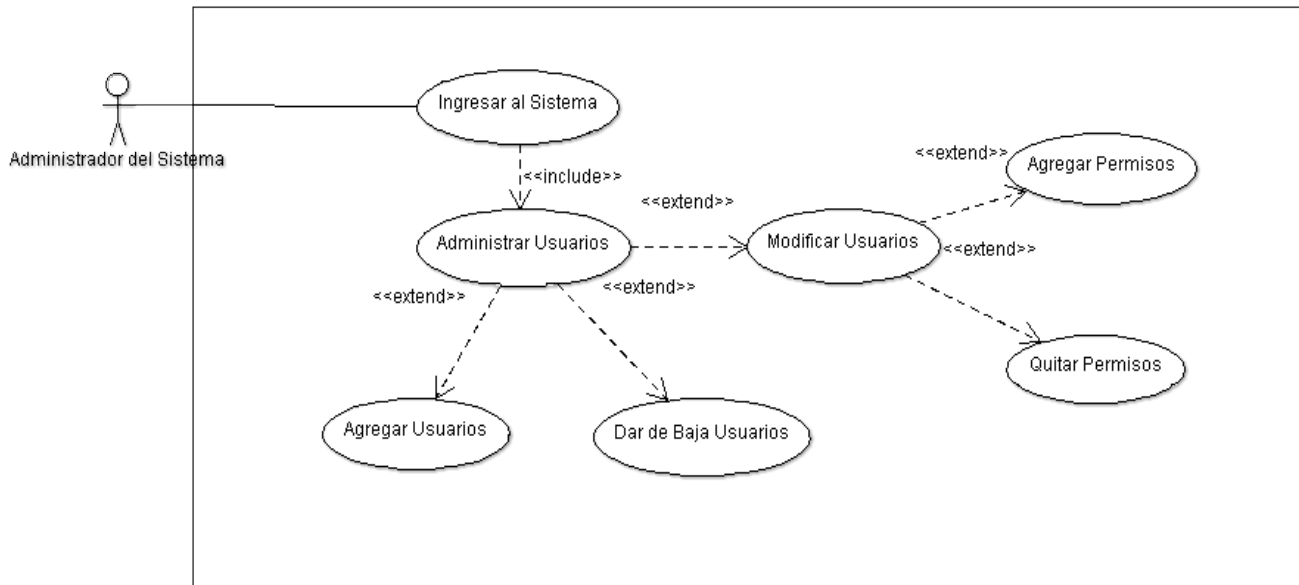 Ingresar al Sistema
Administrador del Sistema
<<include>>
<<extend>>
Agregar Permisos
<<extend>>
Administrar Usuarios
Modificar Usuarios
<<extend>>
<<extend>>
<<extend>>
Quitar Permisos
Agregar Usuarios
Dar de Baja Usuarios